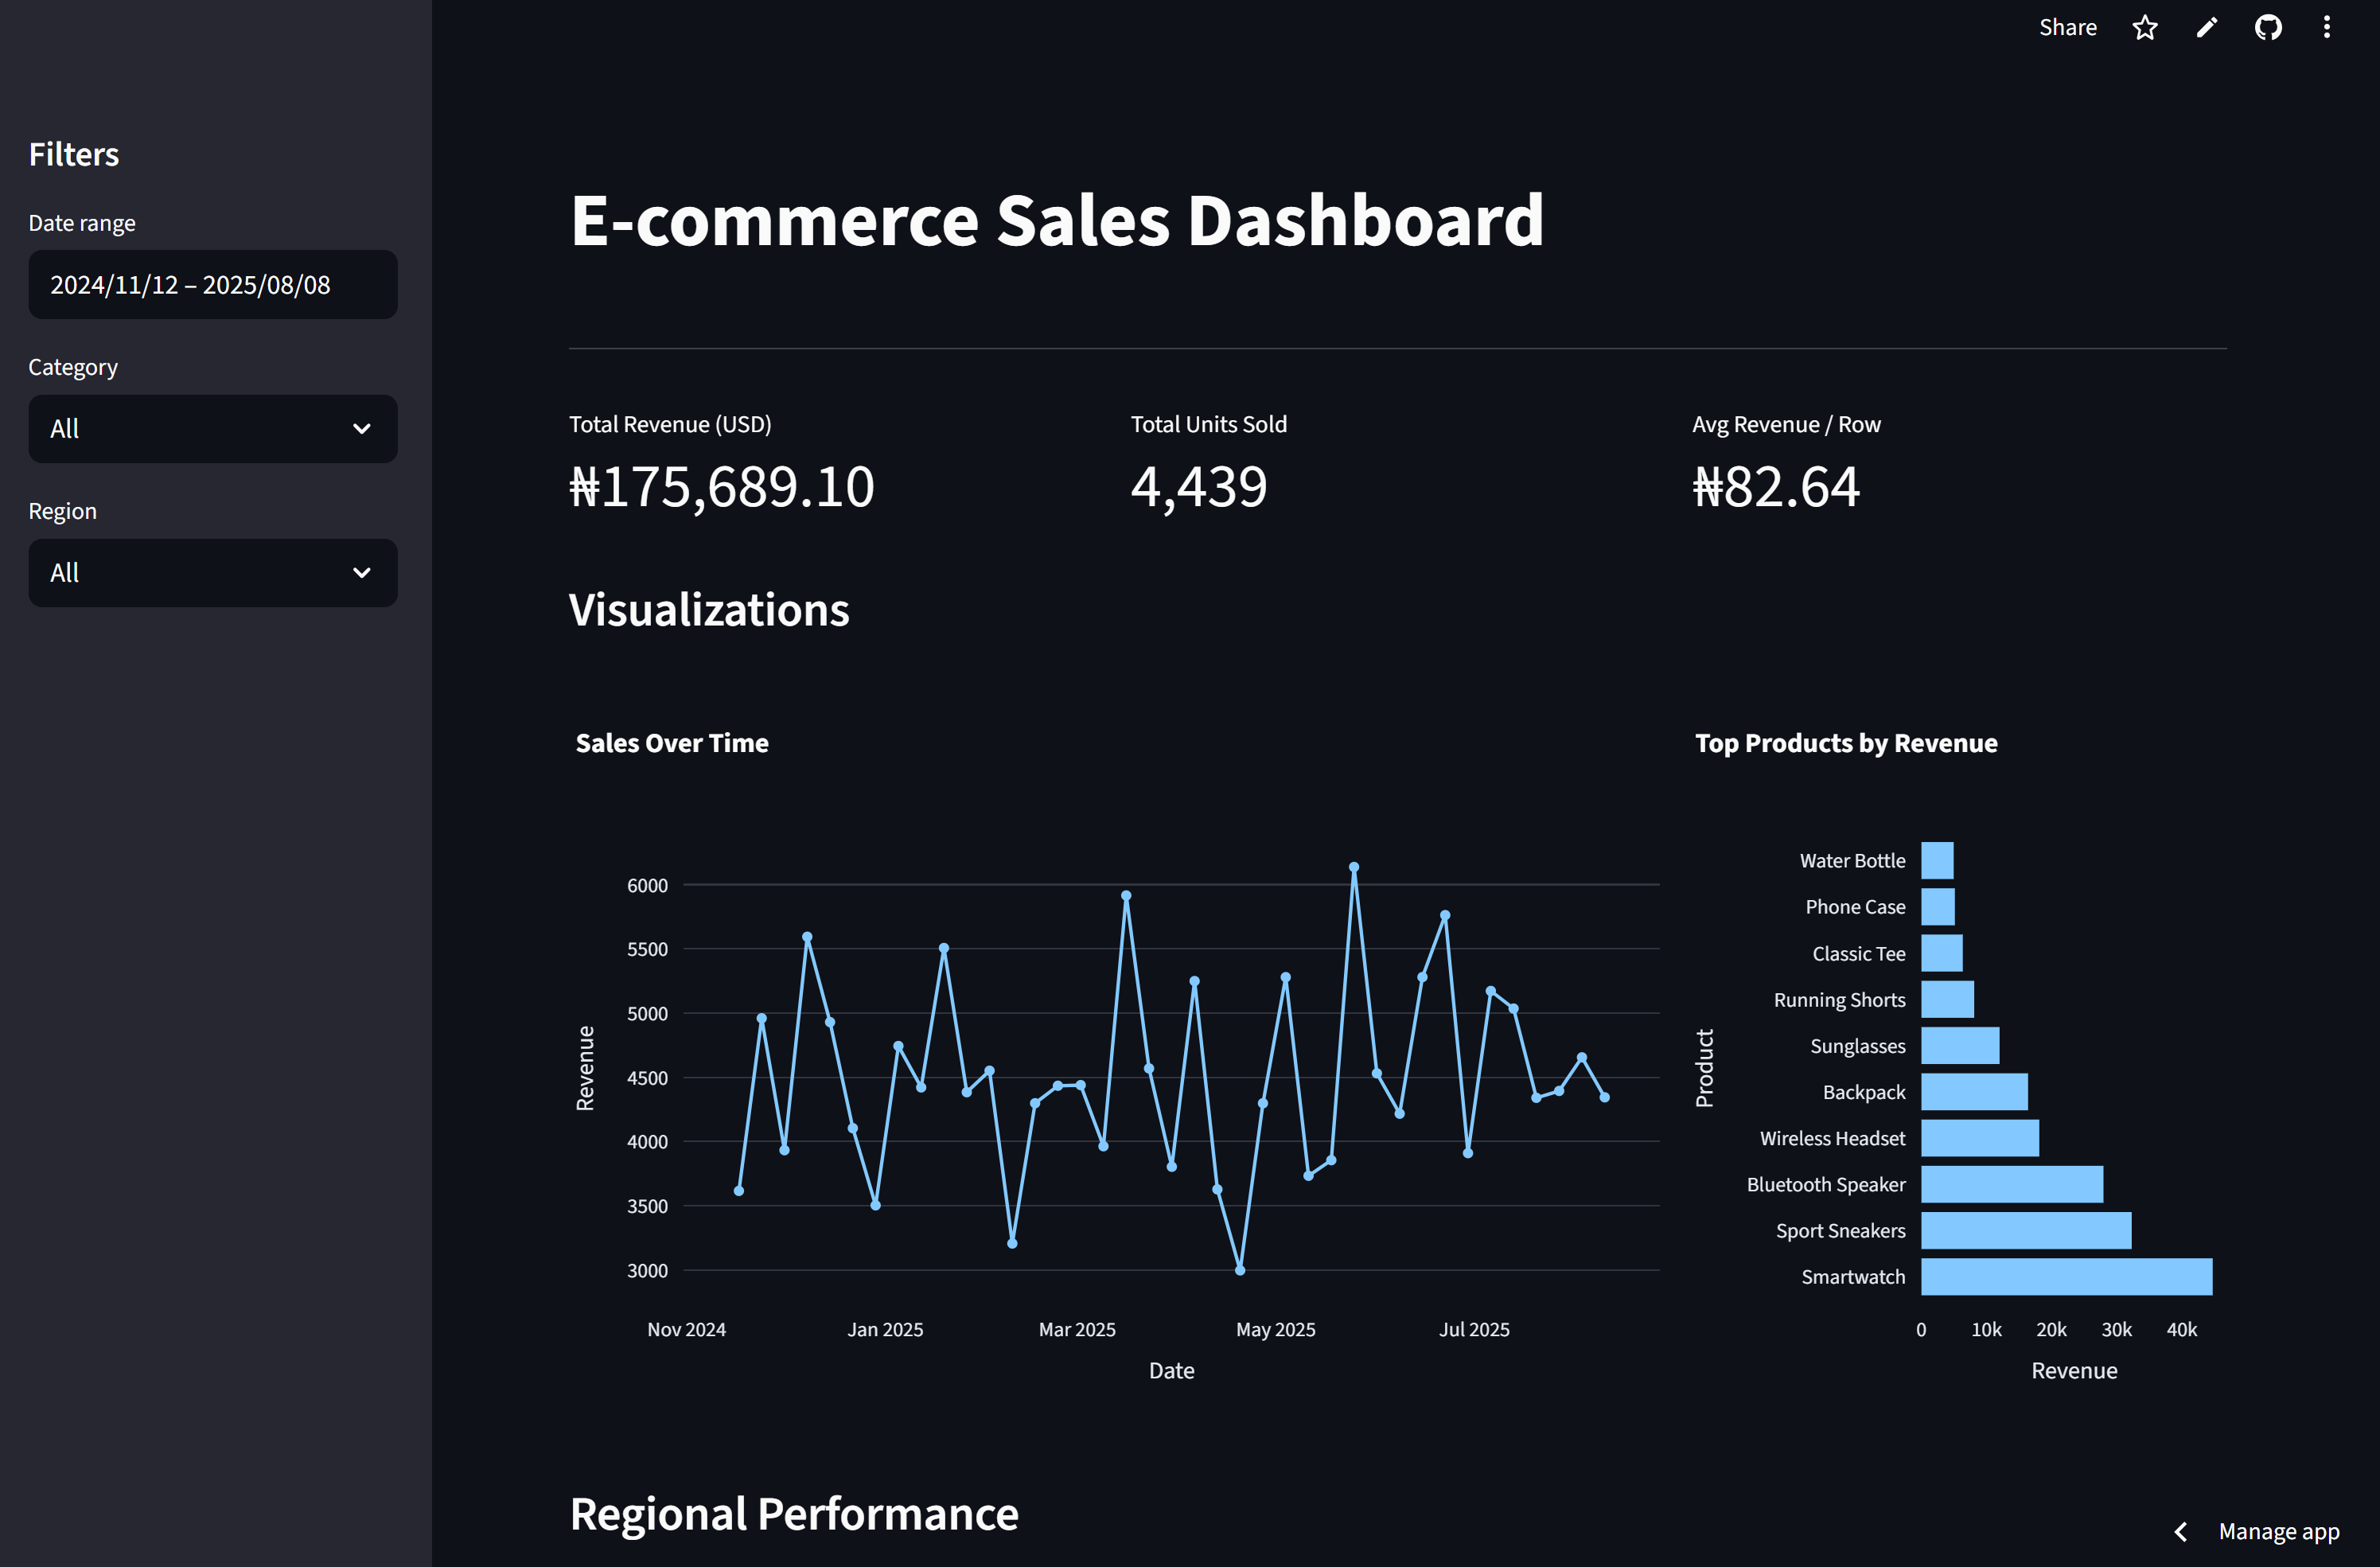 Share
Filters
Date range
2024/11/12 – 2025/08/08
Category
All
Region
All
E-commerce Sales Dashboard
Total Revenue (USD)
₦175,689.10
Total Units Sold
4,439
Avg Revenue / Row
₦82.64
Visualizations
Sales Over Time
6000
5500
5000
4500
4000
3500
3000
Revenue
Nov 2024
Jan 2025
Mar 2025
May 2025
Jul 2025
Date
Top Products by Revenue
Product
Water Bottle
Phone Case
Classic Tee
Running Shorts
Sunglasses
Backpack
Wireless Headset
Bluetooth Speaker
Sport Sneakers
Smartwatch
0
10k
20k
30k
40k
Revenue
Regional Performance
Manage app